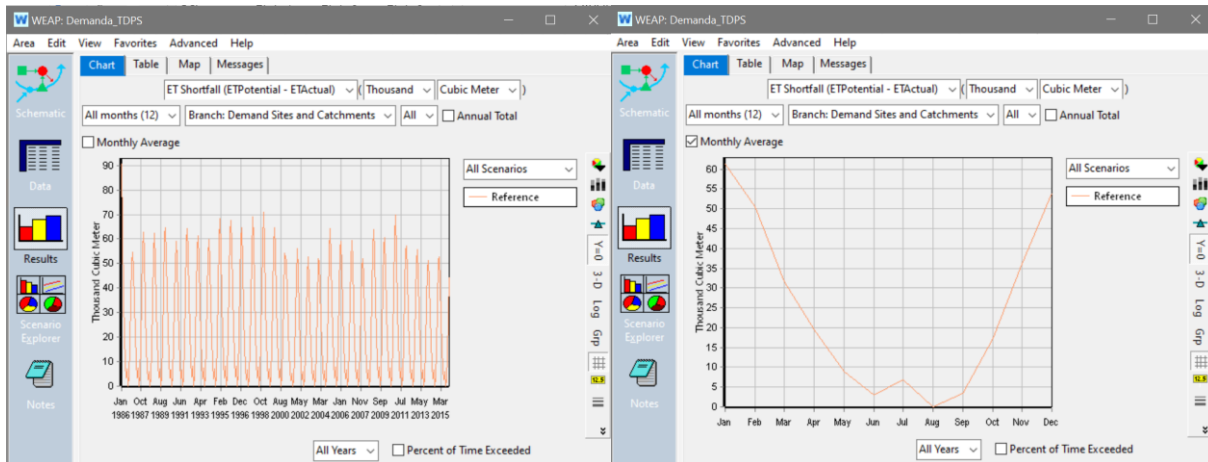 WEAP: Demanda_TDPS
Area Edit View Favorites Advanced Help
Chart Table Map Messages
ET Shortfall (ETPotential - ETActual) ( Thousand Cubic Meter )
All months (12) Branch: Demand Sites and Catchments All Annual Total
Monthly Average
Schematic
Data
Results
Scenario
Explorer
Notes
All Scenarios
Reference
Thousand Cubic Meter
90
80
70
60
50
40
30
20
10
0
Jan Oct Aug Jun Apr Feb Dec Oct Aug May Mar Jan Nov Sep Jul May Mar
1986 1987 1989 1991 1993 1995 1996 1998 2000 2002 2004 2006 2007 2009 2011 2013 2015
Y=0
3-D
Log
Grp
All Years Percent of Time Exceeded
WEAP: Demanda_TDPS
Area Edit View Favorites Advanced Help
Chart Table Map Messages
ET Shortfall (ETPotential - ETActual) ( Thousand Cubic Meter )
All months (12) Branch: Demand Sites and Catchments All Annual Total
Monthly Average
Schematic
Data
Results
Scenario
Explorer
Notes
All Scenarios
Reference
Thousand Cubic Meter
60
55
50
45
40
35
30
25
20
15
10
5
0
Jan Feb Mar Apr May Jun Jul Aug Sep Oct Nov Dec
Y=0
3-D
Log
Grp
All Years Percent of Time Exceeded